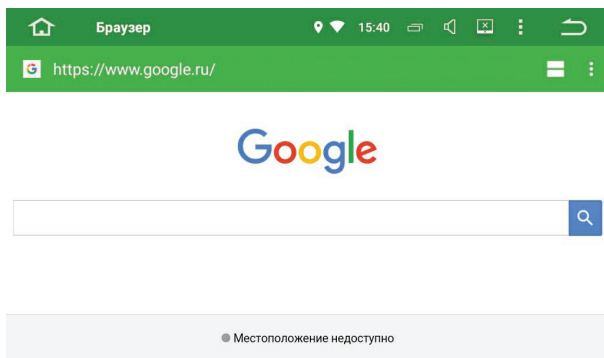 Браузер 15:40
G https://www.google.ru/
Google
Местоположение недоступно